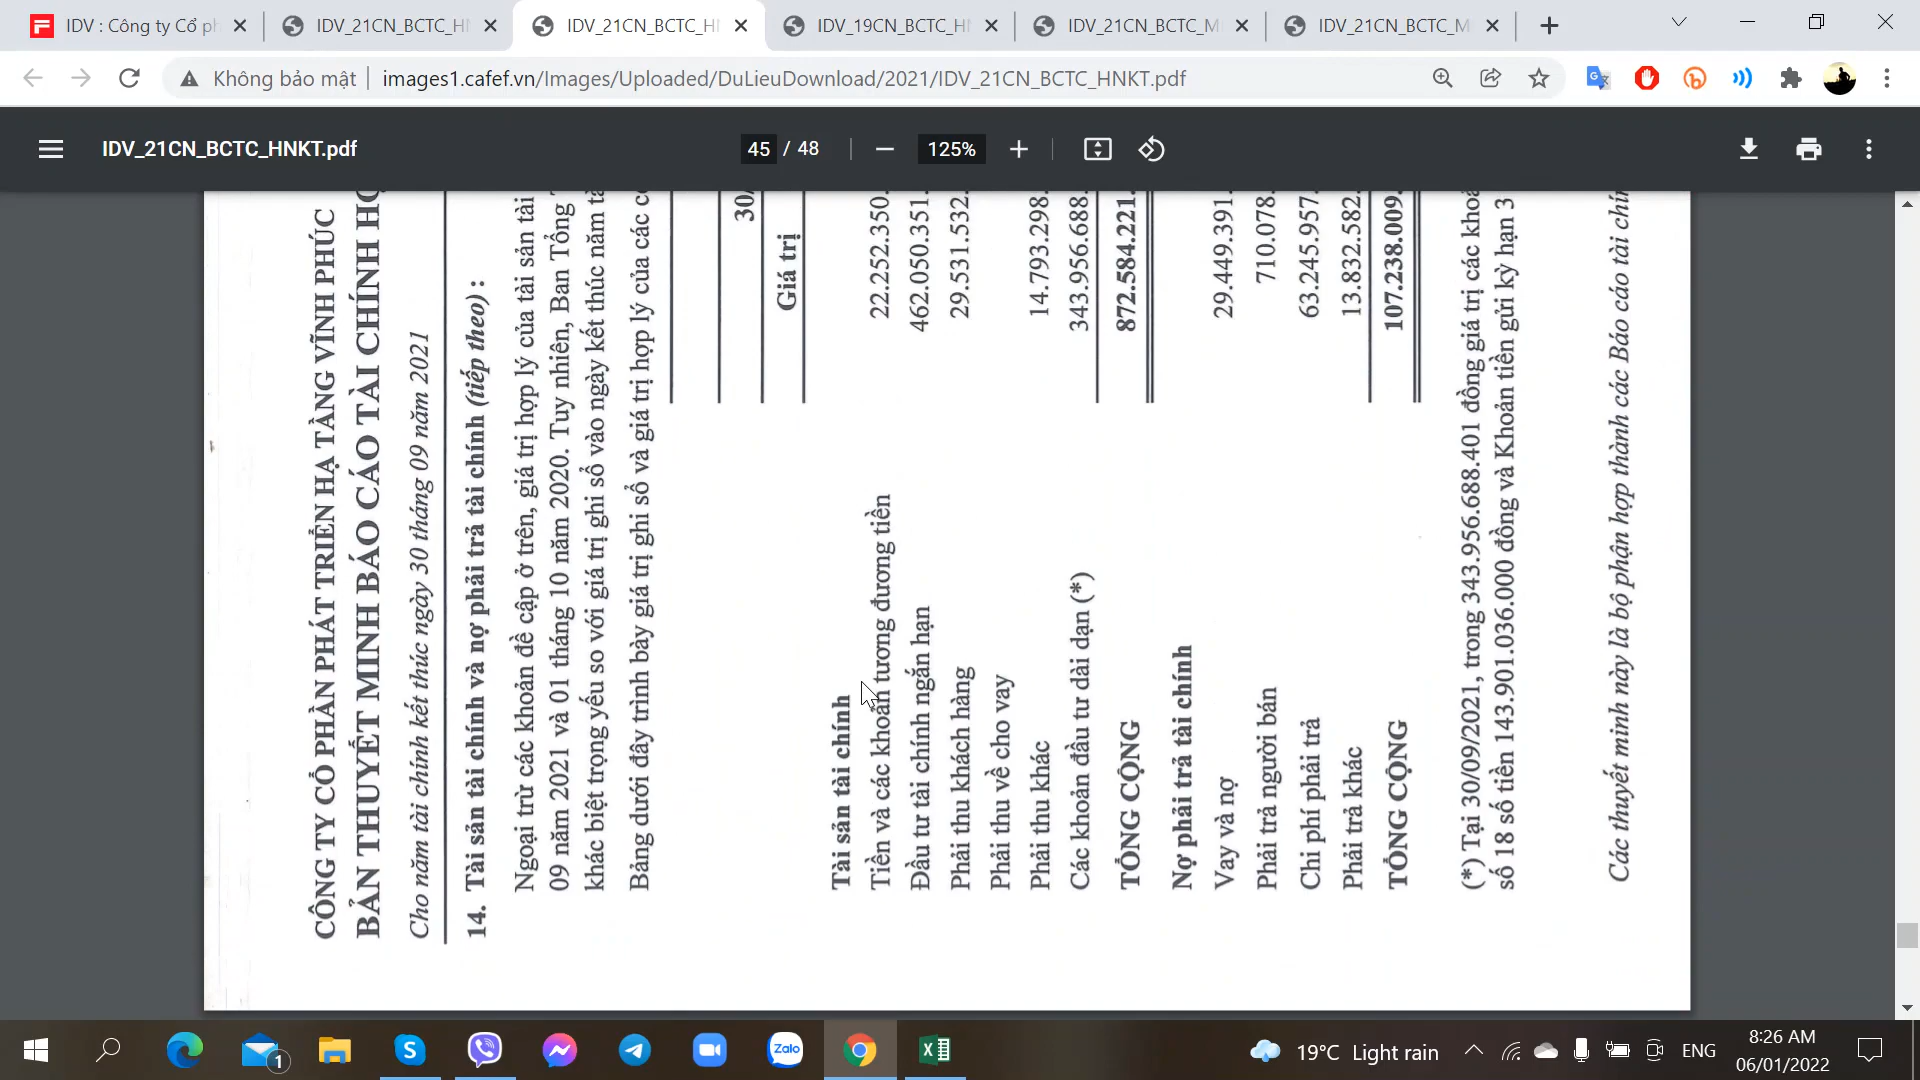 IDV : Công ty Cổ ph
IDV_21CN_BCTC_H
IDV_21CN_BCTC_HI
IDV_19CN_BCTC_H
IDV_21CN_BCTC_M
IDV_21CN_BCTC_M
Không bảo mật
images1.cafef.vn/Images/Uploaded/DuLieuDownload/2021/IDV_21CN_BCTC_HNKT.pdf
IDV_21CN_BCTC_HNKT.pdf
45 / 48
125%
CÔNG TY CỔ PHẦN PHÁT TRIỂN HẠ TẦNG VĨNH PHÚC
BẢN THUYẾT MINH BÁO CÁO TÀI CHÍNH HỢ
Cho năm tài chính kết thúc ngày 30 tháng 09 năm 2021
14. Tài sản tài chính và nợ phải trả tài chính (tiếp theo) :
Ngoại trừ các khoản đề cập ở trên, giá trị hợp lý của tài sản tài
09 năm 2021 và 01 tháng 10 năm 2020. Tuy nhiên, Ban Tổng
khác biệt trọng yếu so với giá trị ghi sổ vào ngày kết thúc năm tà
Bảng dưới đây trình bày giá trị ghi sổ và giá trị hợp lý của các c
30/
Giá trị
Tài sản tài chính
Tiền và các khoản tương đương tiền 22.252.350.
Đầu tư tài chính ngắn hạn 462.050.351.
Phải thu khách hàng 29.531.532.
Phải thu về cho vay
Phải thu khác 14.793.298.
Các khoản đầu tư dài dạn (*) 343.956.688.
TỔNG CỘNG 872.584.221.
Nợ phải trả tài chính
Vay và nợ 29.449.391.
Phải trả người bán 710.078.
Chi phí phải trả 63.245.957.
Phải trả khác 13.832.582.
TỔNG CỘNG 107.238.009.
(*) Tại 30/09/2021, trong 343.956.688.401 đồng giá trị các khoả
số 18 số tiền 143.901.036.000 đồng và Khoản tiền gửi kỳ hạn 3
Các thuyết minh này là bộ phận hợp thành các Báo cáo tài chín
1
Zalo
19°C Light rain
ENG
8:26 AM
06/01/2022